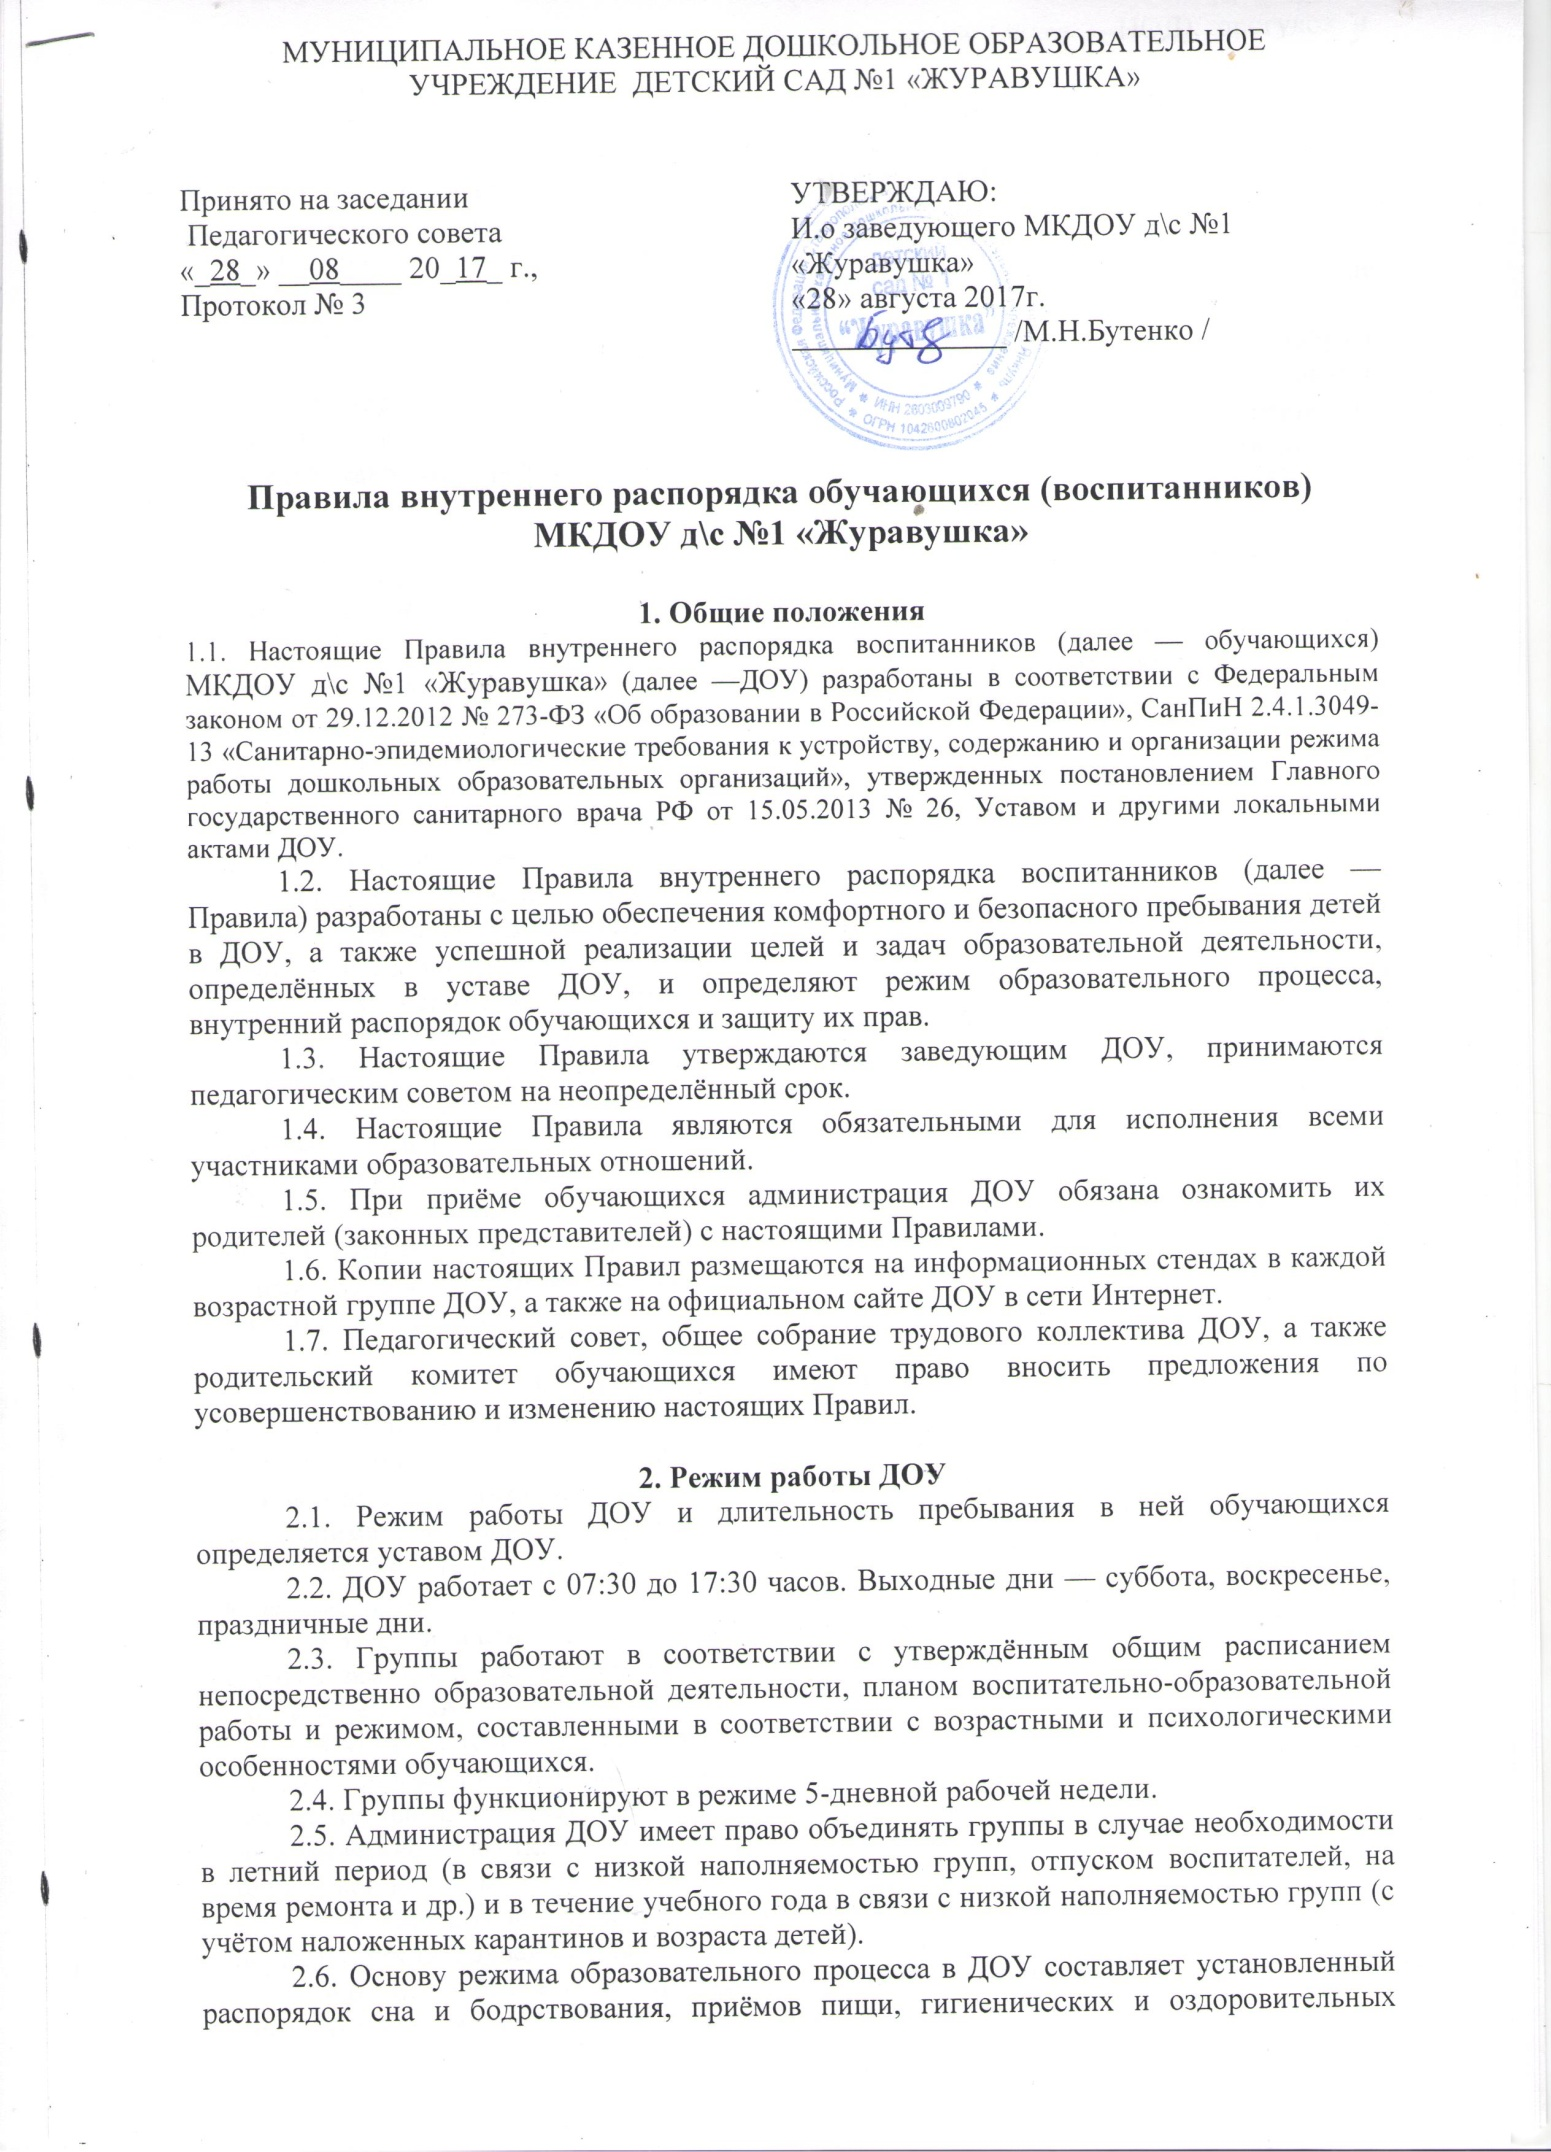 МУНИЦИПАЛЬНОЕ КАЗЕННОЕ ДОШКОЛЬНОЕ ОБРАЗОВАТЕЛЬНОЕ
УЧРЕЖДЕНИЕ ДЕТСКИЙ САД №1 «ЖУРАВУШКА»
Принято на заседании
Педагогического совета
«_28_» __08____ 20_17_ г.,
Протокол № 3
УТВЕРЖДАЮ:
И.о заведующего МКДОУ д\с №1
«Журавушка»
«28» августа 2017г.
/М.Н.Бутенко /
детский
сад № 1
"Журавушка"
ИНН 2603009790
ОГРН 1042600802045
Правила внутреннего распорядка обучающихся (воспитанников)
МКДОУ д\с №1 «Журавушка»
1. Общие положения
1.1. Настоящие Правила внутреннего распорядка воспитанников (далее — обучающихся)
МКДОУ д\с №1 «Журавушка» (далее —ДОУ) разработаны в соответствии с Федеральным
законом от 29.12.2012 № 273-ФЗ «Об образовании в Российской Федерации», СанПиН 2.4.1.3049-
13 «Санитарно-эпидемиологические требования к устройству, содержанию и организации режима
работы дошкольных образовательных организаций», утвержденных постановлением Главного
государственного санитарного врача РФ от 15.05.2013 № 26, Уставом и другими локальными
актами ДОУ.
1.2. Настоящие Правила внутреннего распорядка воспитанников (далее —
Правила) разработаны с целью обеспечения комфортного и безопасного пребывания детей
в ДОУ, а также успешной реализации целей и задач образовательной деятельности,
определённых в уставе ДОУ, и определяют режим образовательного процесса,
внутренний распорядок обучающихся и защиту их прав.
1.3. Настоящие Правила утверждаются заведующим ДОУ, принимаются
педагогическим советом на неопределённый срок.
1.4. Настоящие Правила являются обязательными для исполнения всеми
участниками образовательных отношений.
1.5. При приёме обучающихся администрация ДОУ обязана ознакомить их
родителей (законных представителей) с настоящими Правилами.
1.6. Копии настоящих Правил размещаются на информационных стендах в каждой
возрастной группе ДОУ, а также на официальном сайте ДОУ в сети Интернет.
1.7. Педагогический совет, общее собрание трудового коллектива ДОУ, а также
родительский комитет обучающихся имеют право вносить предложения по
усовершенствованию и изменению настоящих Правил.
2. Режим работы ДОУ
2.1. Режим работы ДОУ и длительность пребывания в ней обучающихся
определяется уставом ДОУ.
2.2. ДОУ работает с 07:30 до 17:30 часов. Выходные дни — суббота, воскресенье,
праздничные дни.
2.3. Группы работают в соответствии с утверждённым общим расписанием
непосредственно образовательной деятельности, планом воспитательно-образовательной
работы и режимом, составленными в соответствии с возрастными и психологическими
особенностями обучающихся.
2.4. Группы функционируют в режиме 5-дневной рабочей недели.
2.5. Администрация ДОУ имеет право объединять группы в случае необходимости
в летний период (в связи с низкой наполняемостью групп, отпуском воспитателей, на
время ремонта и др.) и в течение учебного года в связи с низкой наполняемостью групп (с
учётом наложенных карантинов и возраста детей).
2.6. Основу режима образовательного процесса в ДОУ составляет установленный
распорядок сна и бодрствования, приёмов пищи, гигиенических и оздоровительных